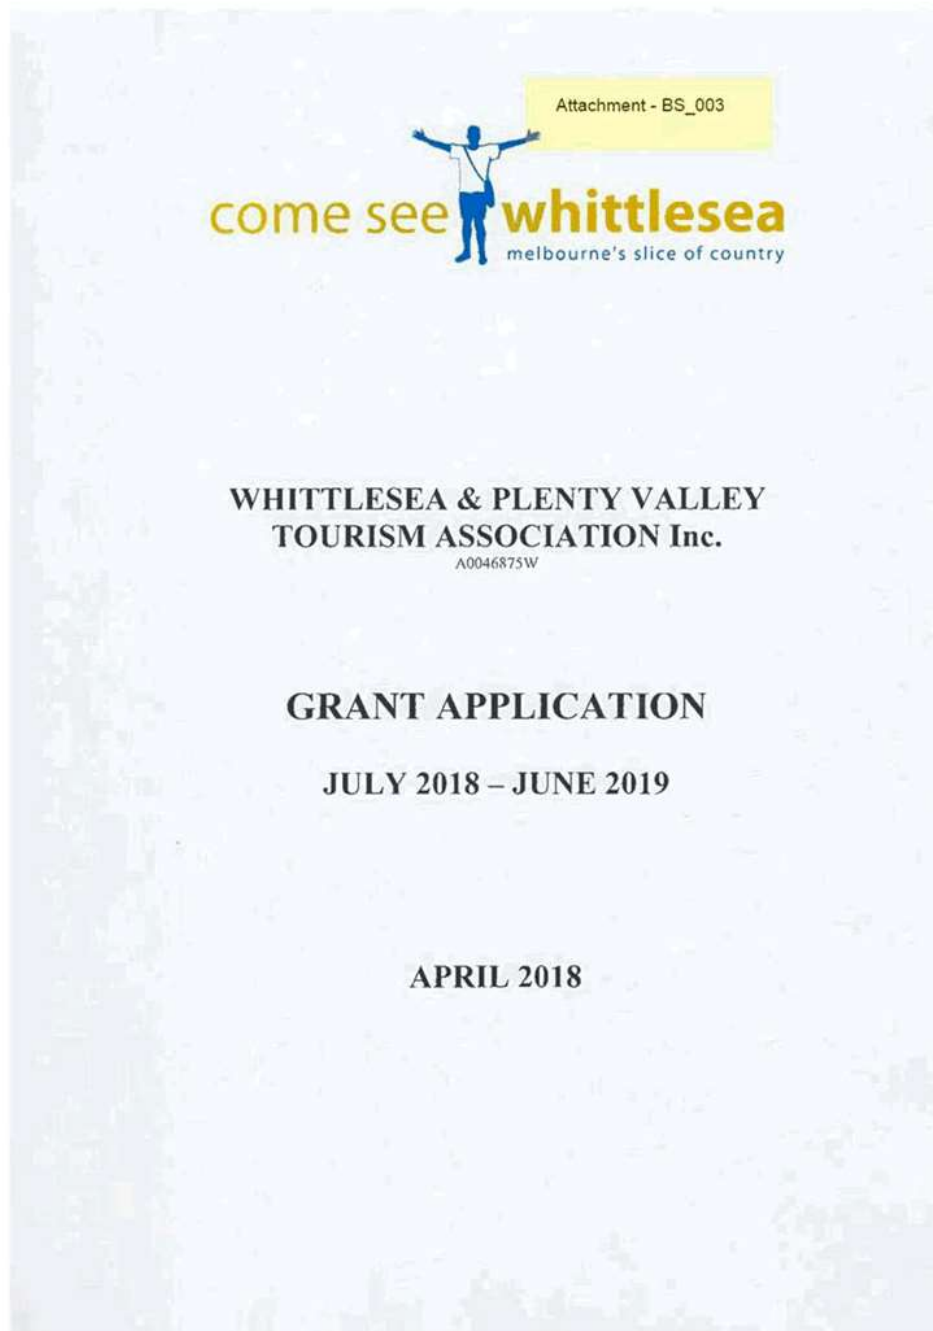 Attachment - BS_003
come see whittlesea
melbourne's slice of country
WHITTLESEA & PLENTY VALLEY
TOURISM ASSOCIATION Inc.
A0046875W
GRANT APPLICATION
JULY 2018 – JUNE 2019
APRIL 2018